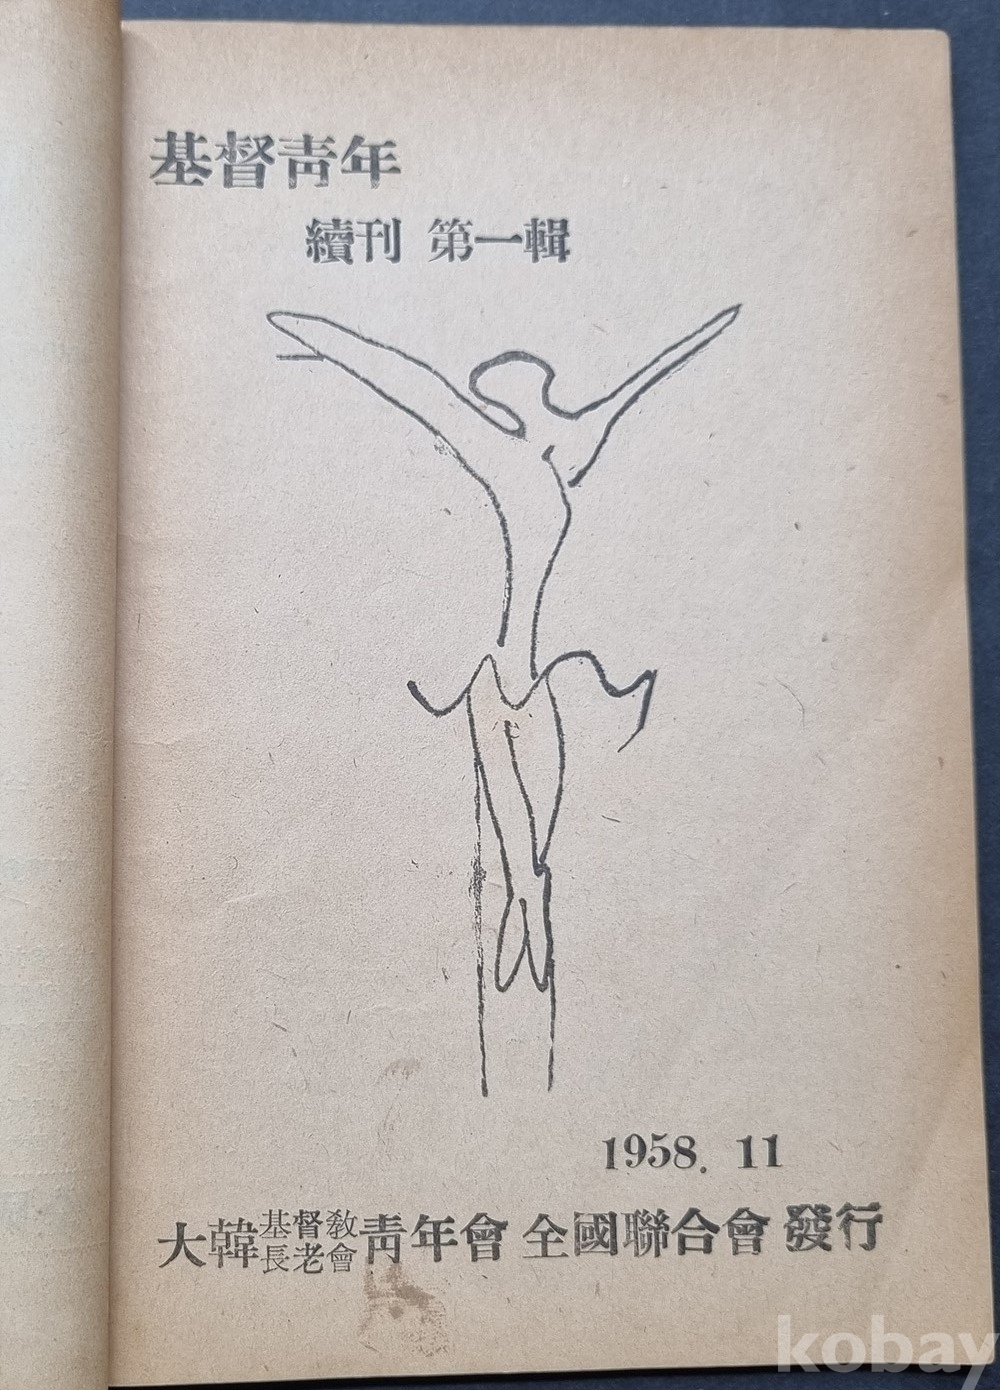 基督靑年
續刊 第一輯
1958. 11
大韓基督敎長老會靑年會 全國聯合會 發行
kobay